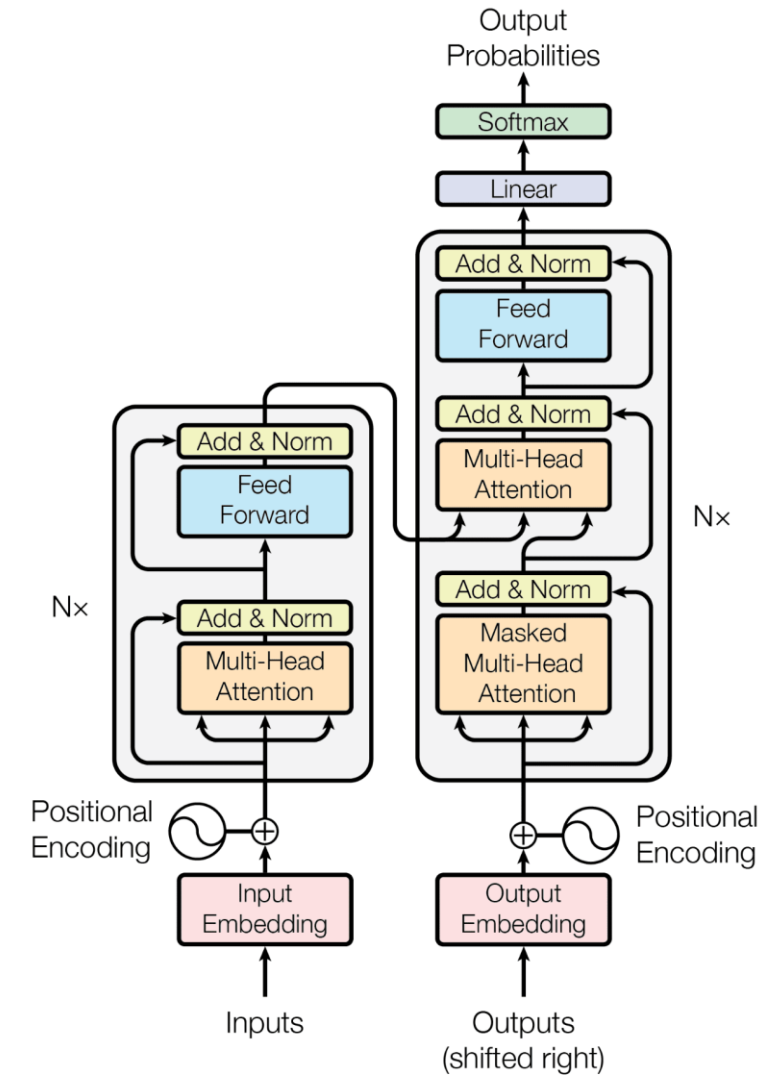 Output
Probabilities
Softmax
Linear
Add & Norm
Feed
Forward
Add & Norm
Multi-Head
Attention
Add & Norm
Masked
Multi-Head
Attention
N×
Add & Norm
Feed
Forward
Add & Norm
Multi-Head
Attention
N×
Positional
Encoding
Positional
Encoding
Input
Embedding
Output
Embedding
Inputs
Outputs
(shifted right)